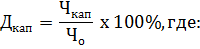 Дкап = Чкап / Чо х 100%, где: